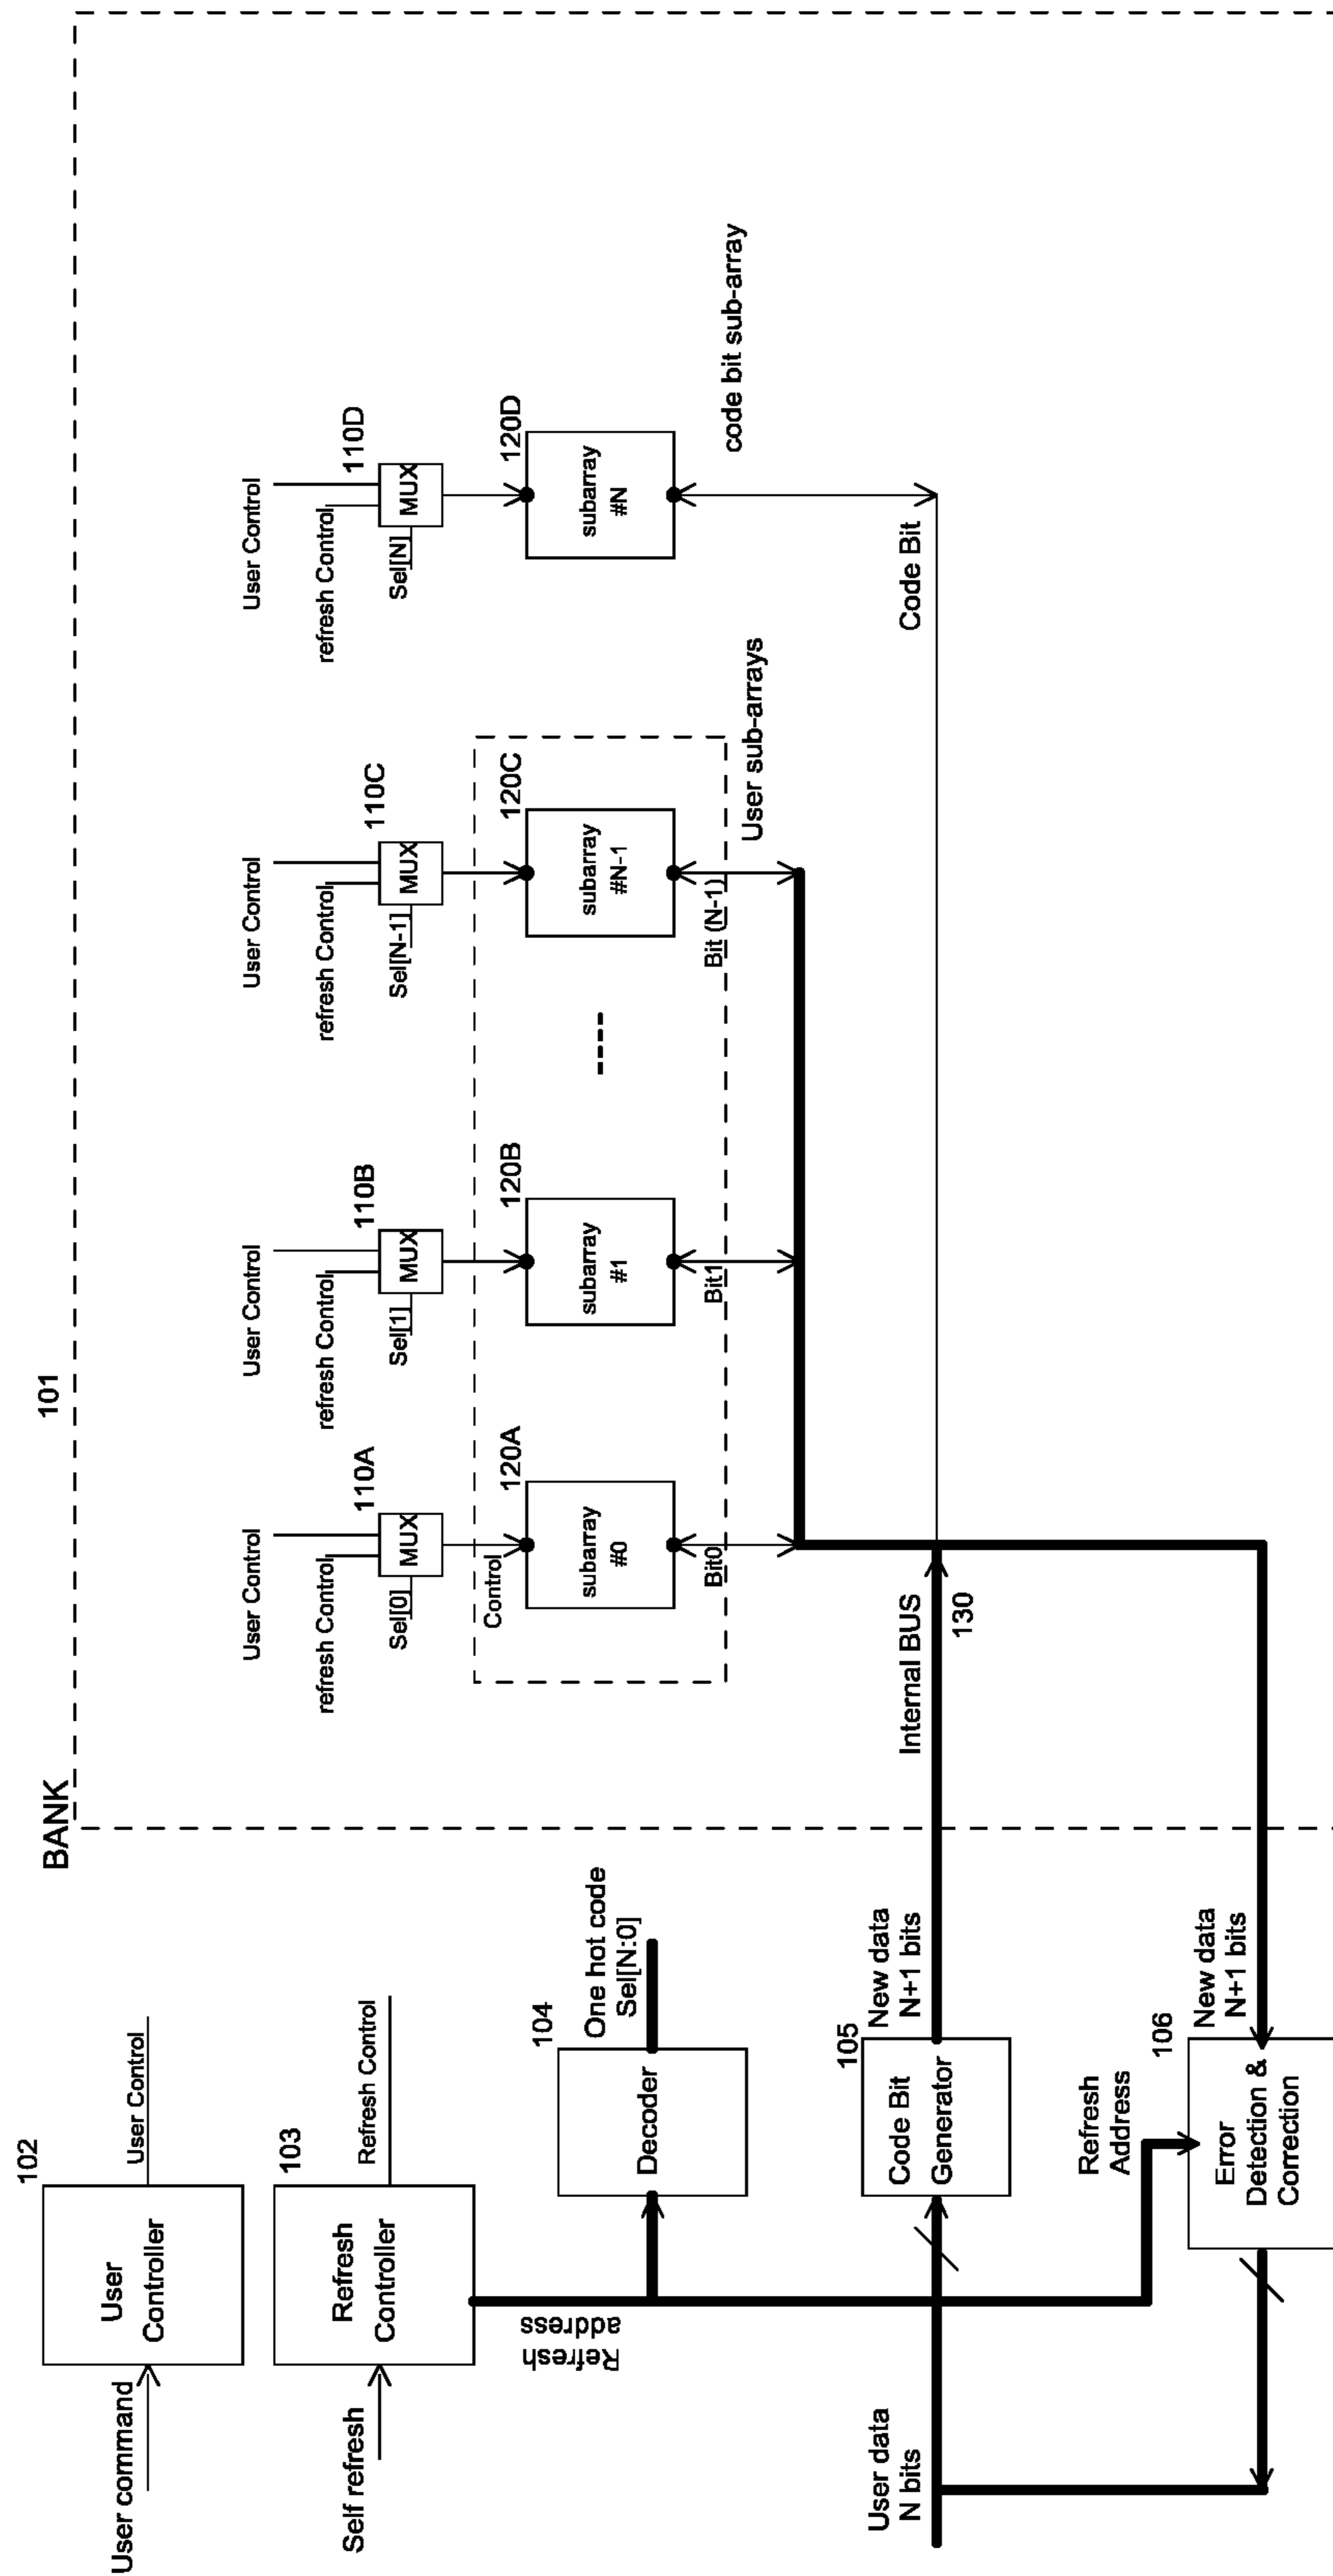 BANK
101
102
User command
User
Controller
User Control
103
Self refresh
Refresh
Controller
Refresh Control
Refresh
address
104
Decoder
One hot code
Sel[N:0]
User data
N bits
105
Code Bit
Generator
New data
N+1 bits
Internal BUS
130
Refresh
Address
106
Error
Detection &
Correction
New data
N+1 bits
User Control
refresh Control
Sel[0]
MUX
110A
Control
120A
subarray
#0
Bit0
User Control
refresh Control
Sel[1]
MUX
110B
120B
subarray
#1
Bit1
----
User Control
refresh Control
Sel[N-1]
MUX
110C
120C
subarray
#N-1
Bit (N-1)
User sub-arrays
User Control
refresh Control
Sel[N]
MUX
110D
120D
subarray
#N
code bit sub-array
Code Bit